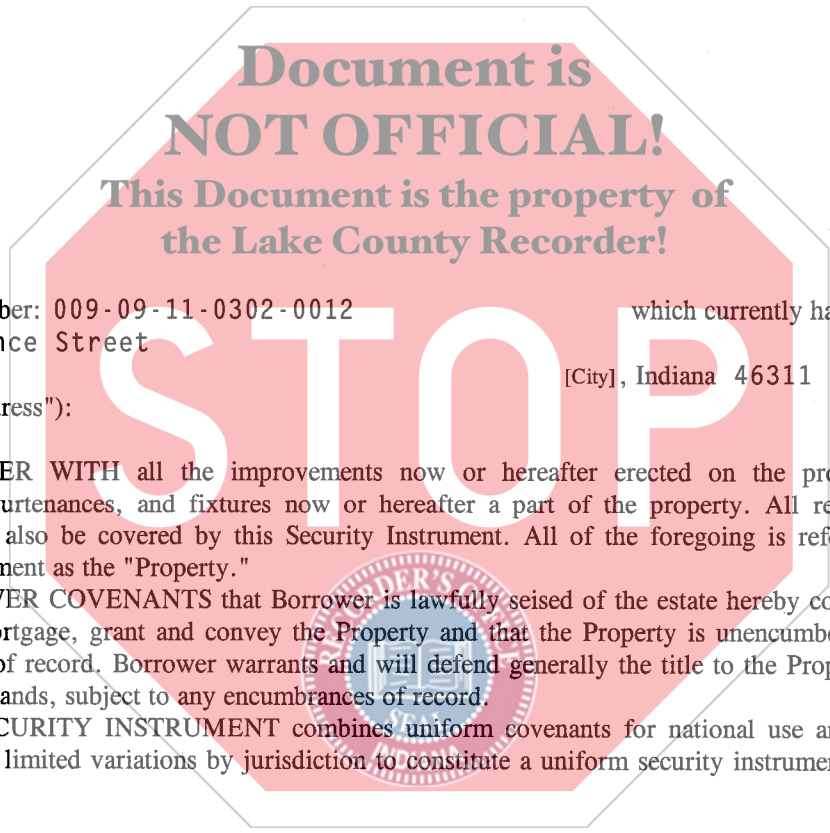 Document is
NOT OFFICIAL!
This Document is the property of
the Lake County Recorder!
ber: 009-09-11-0302-0012 which currently ha
nce Street
[City], Indiana 46311
ress"):
STOP
ER WITH all the improvements now or hereafter erected on the pro
urtenances, and fixtures now or hereafter a part of the property. All re
also be covered by this Security Instrument. All of the foregoing is refe
ment as the "Property."
VER COVENANTS that Borrower is lawfully seised of the estate hereby co
ortgage, grant and convey the Property and that the Property is unencumbe
of record. Borrower warrants and will defend generally the title to the Prop
ands, subject to any encumbrances of record.
CURITY INSTRUMENT combines uniform covenants for national use an
limited variations by jurisdiction to constitute a uniform security instrumen
RECORDER'S
SEAL
INDIANA